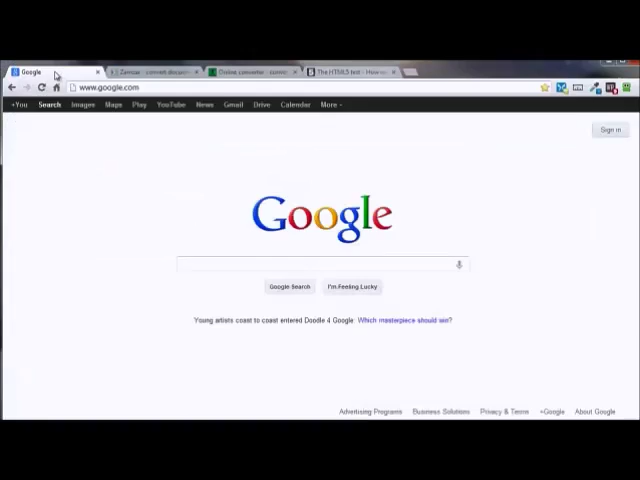 Google
Zamzar - convert document
Online converter - conver
The HTML5 test - How we
www.google.com
+You Search Images Maps Play YouTube News Gmail Drive Calendar More
Sign in
Google
Google Search I'm Feeling Lucky
Young artists coast to coast entered Doodle 4 Google. Which masterpiece should win?
Advertising Programs Business Solutions Privacy & Terms +Google About Google